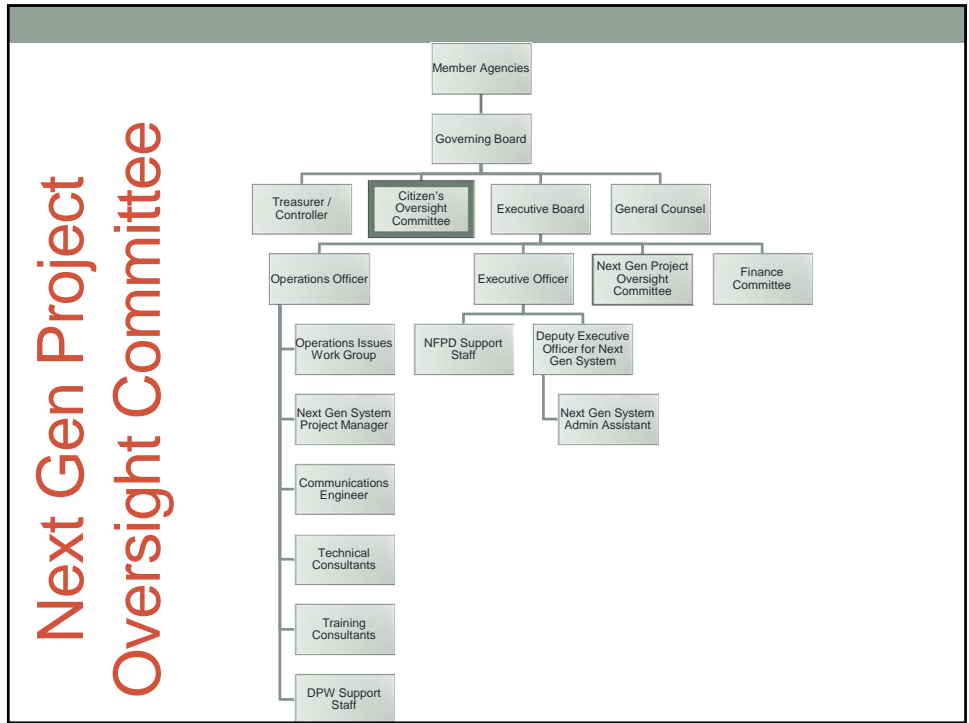 Next Gen Project
Oversight Committee
Member Agencies
Governing Board
Treasurer /
Controller
Citizen's
Oversight
Committee
Executive Board
General Counsel
Operations Officer
Executive Officer
Next Gen Project
Oversight
Committee
Finance
Committee
Operations Issues
Work Group
NFPD Support
Staff
Deputy Executive
Officer for Next
Gen System
Next Gen System
Project Manager
Next Gen System
Admin Assistant
Communications
Engineer
Technical
Consultants
Training
Consultants
DPW Support
Staff